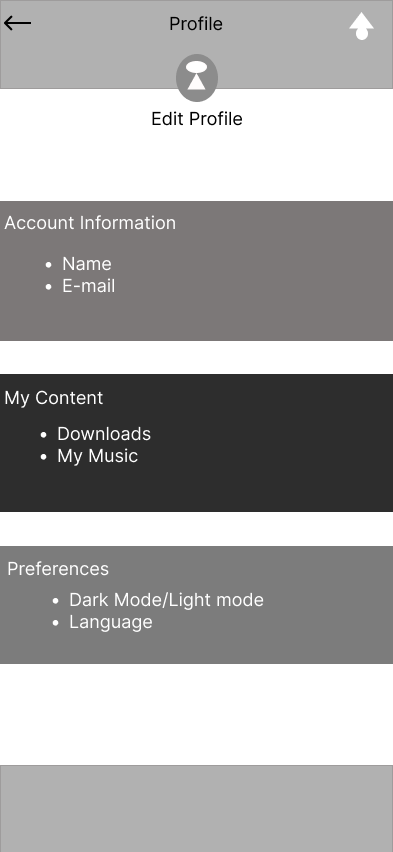 Profile
Edit Profile
Account Information
• Name
• E-mail
My Content
• Downloads
• My Music
Preferences
• Dark Mode/Light mode
• Language